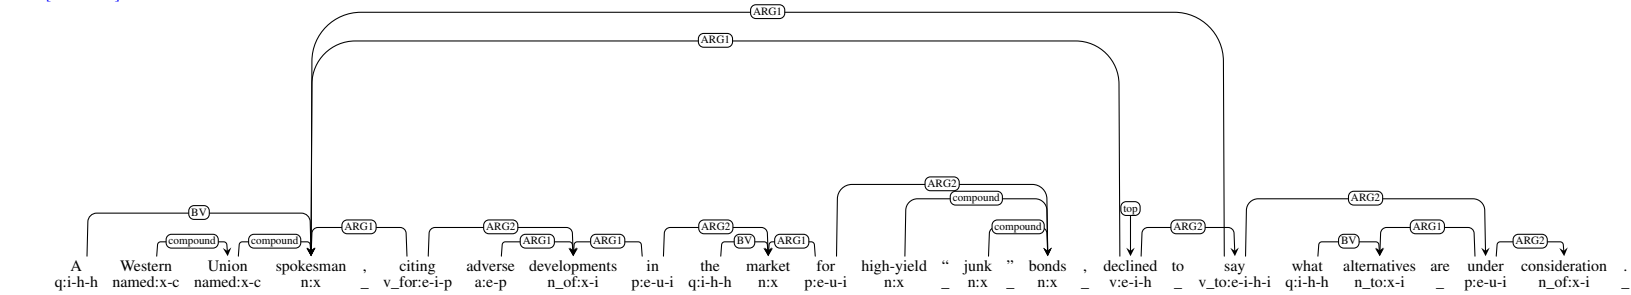 ARG1
ARG1
ARG2
compound
top
ARG2
BV
compound
compound
ARG1
ARG2
ARG1
ARG1
ARG2
BV
ARG1
compound
ARG2
BV
ARG1
ARG2
A Western Union spokesman , citing adverse developments in the market for high-yield “ junk ” bonds , declined to say what alternatives are under consideration .
q:i-h-h named:x-c named:x-c n:x _ v_for:e-i-p a:e-p n_of:x-i p:e-u-i q:i-h-h n:x p:e-u-i n:x _ n:x _ n:x _ v:e-i-h _ v_to:e-i-h-i q:i-h-h n_to:x-i _ p:e-u-i n_of:x-i _